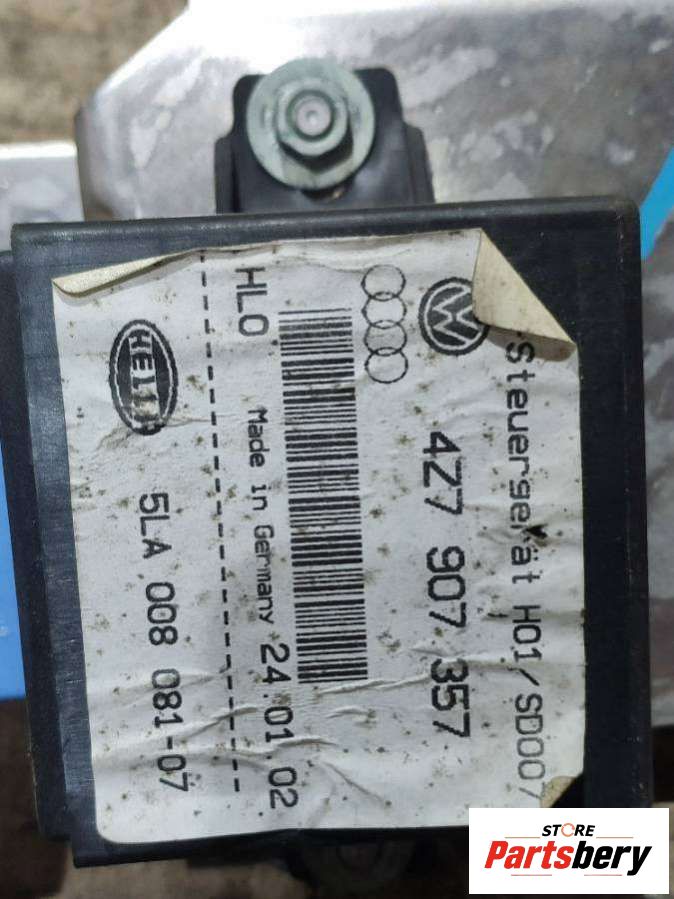 -Steuergerät H01/SD007
4Z7 907 357
HLO
Made in Germany 24.01.02
HELLA
5LA 008 081-07
STORE
Partsbery